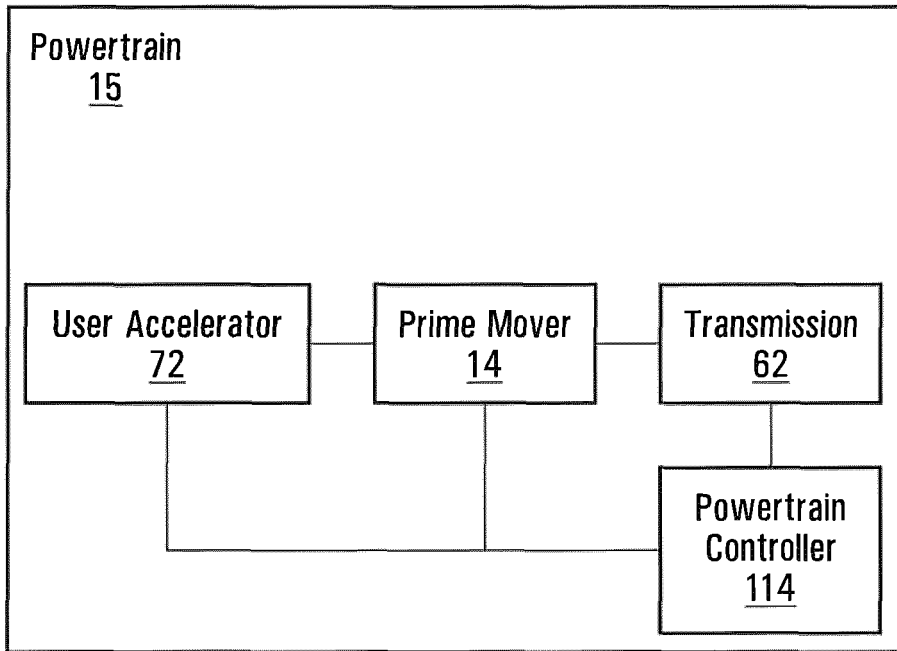 Powertrain
15
User Accelerator
72
Prime Mover
14
Transmission
62
Powertrain
Controller
114